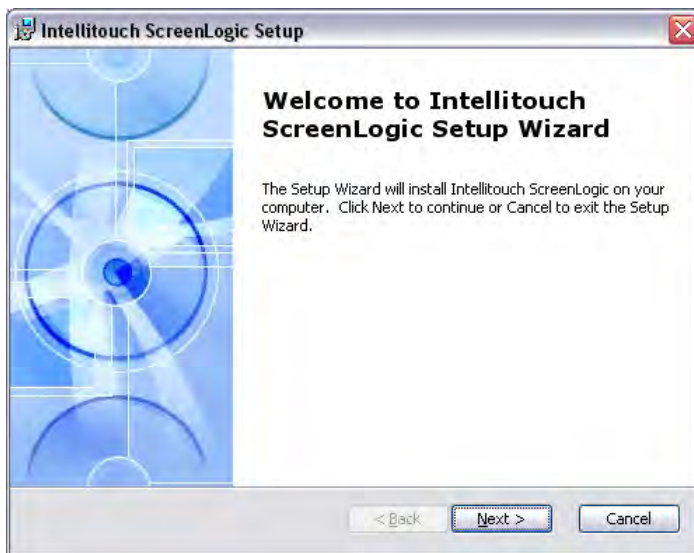 Intellitouch ScreenLogic Setup
Welcome to Intellitouch
ScreenLogic Setup Wizard
The Setup Wizard will install Intellitouch ScreenLogic on your
computer. Click Next to continue or Cancel to exit the Setup
Wizard.
< Back Next > Cancel